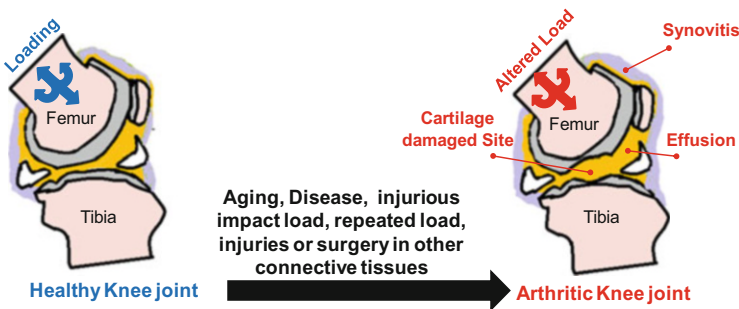 Loading
Femur
Tibia
Healthy Knee joint
Aging, Disease, injurious
impact load, repeated load,
injuries or surgery in other
connective tissues
Altered Load
Synovitis
Femur
Cartilage
damaged Site
Effusion
Tibia
Arthritic Knee joint